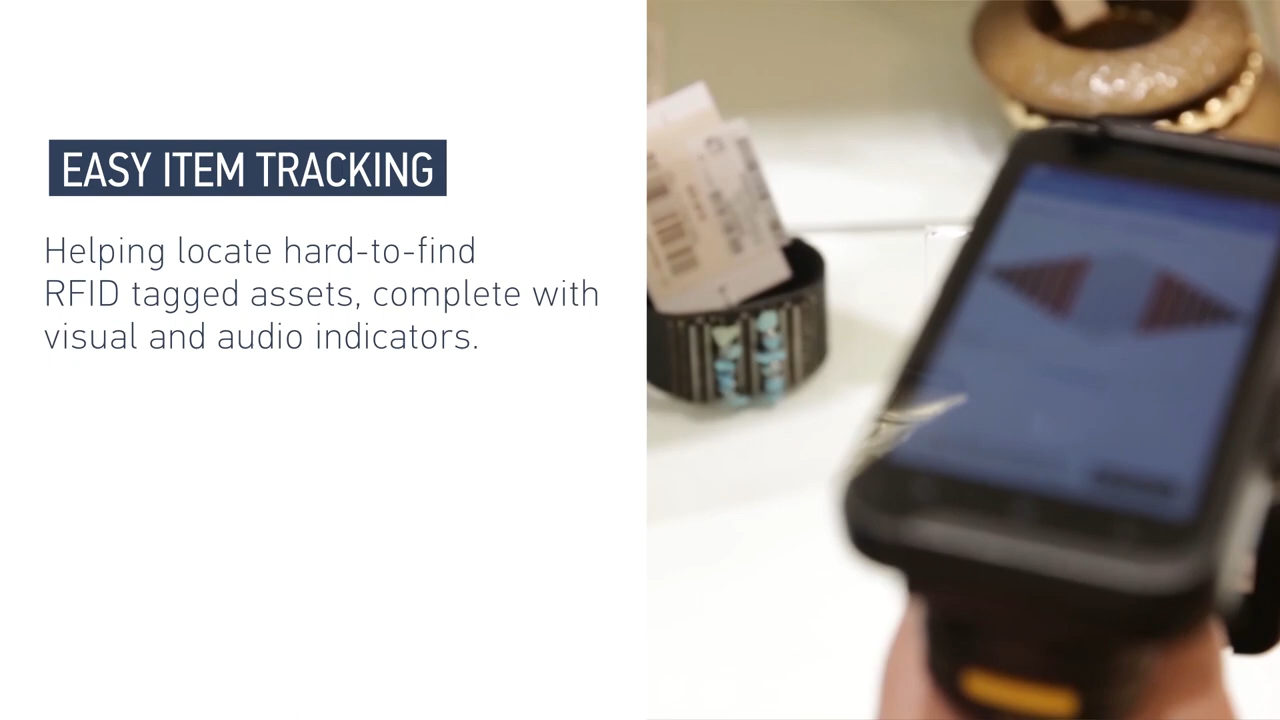 EASY ITEM TRACKING
Helping locate hard-to-find
RFID tagged assets, complete with
visual and audio indicators.